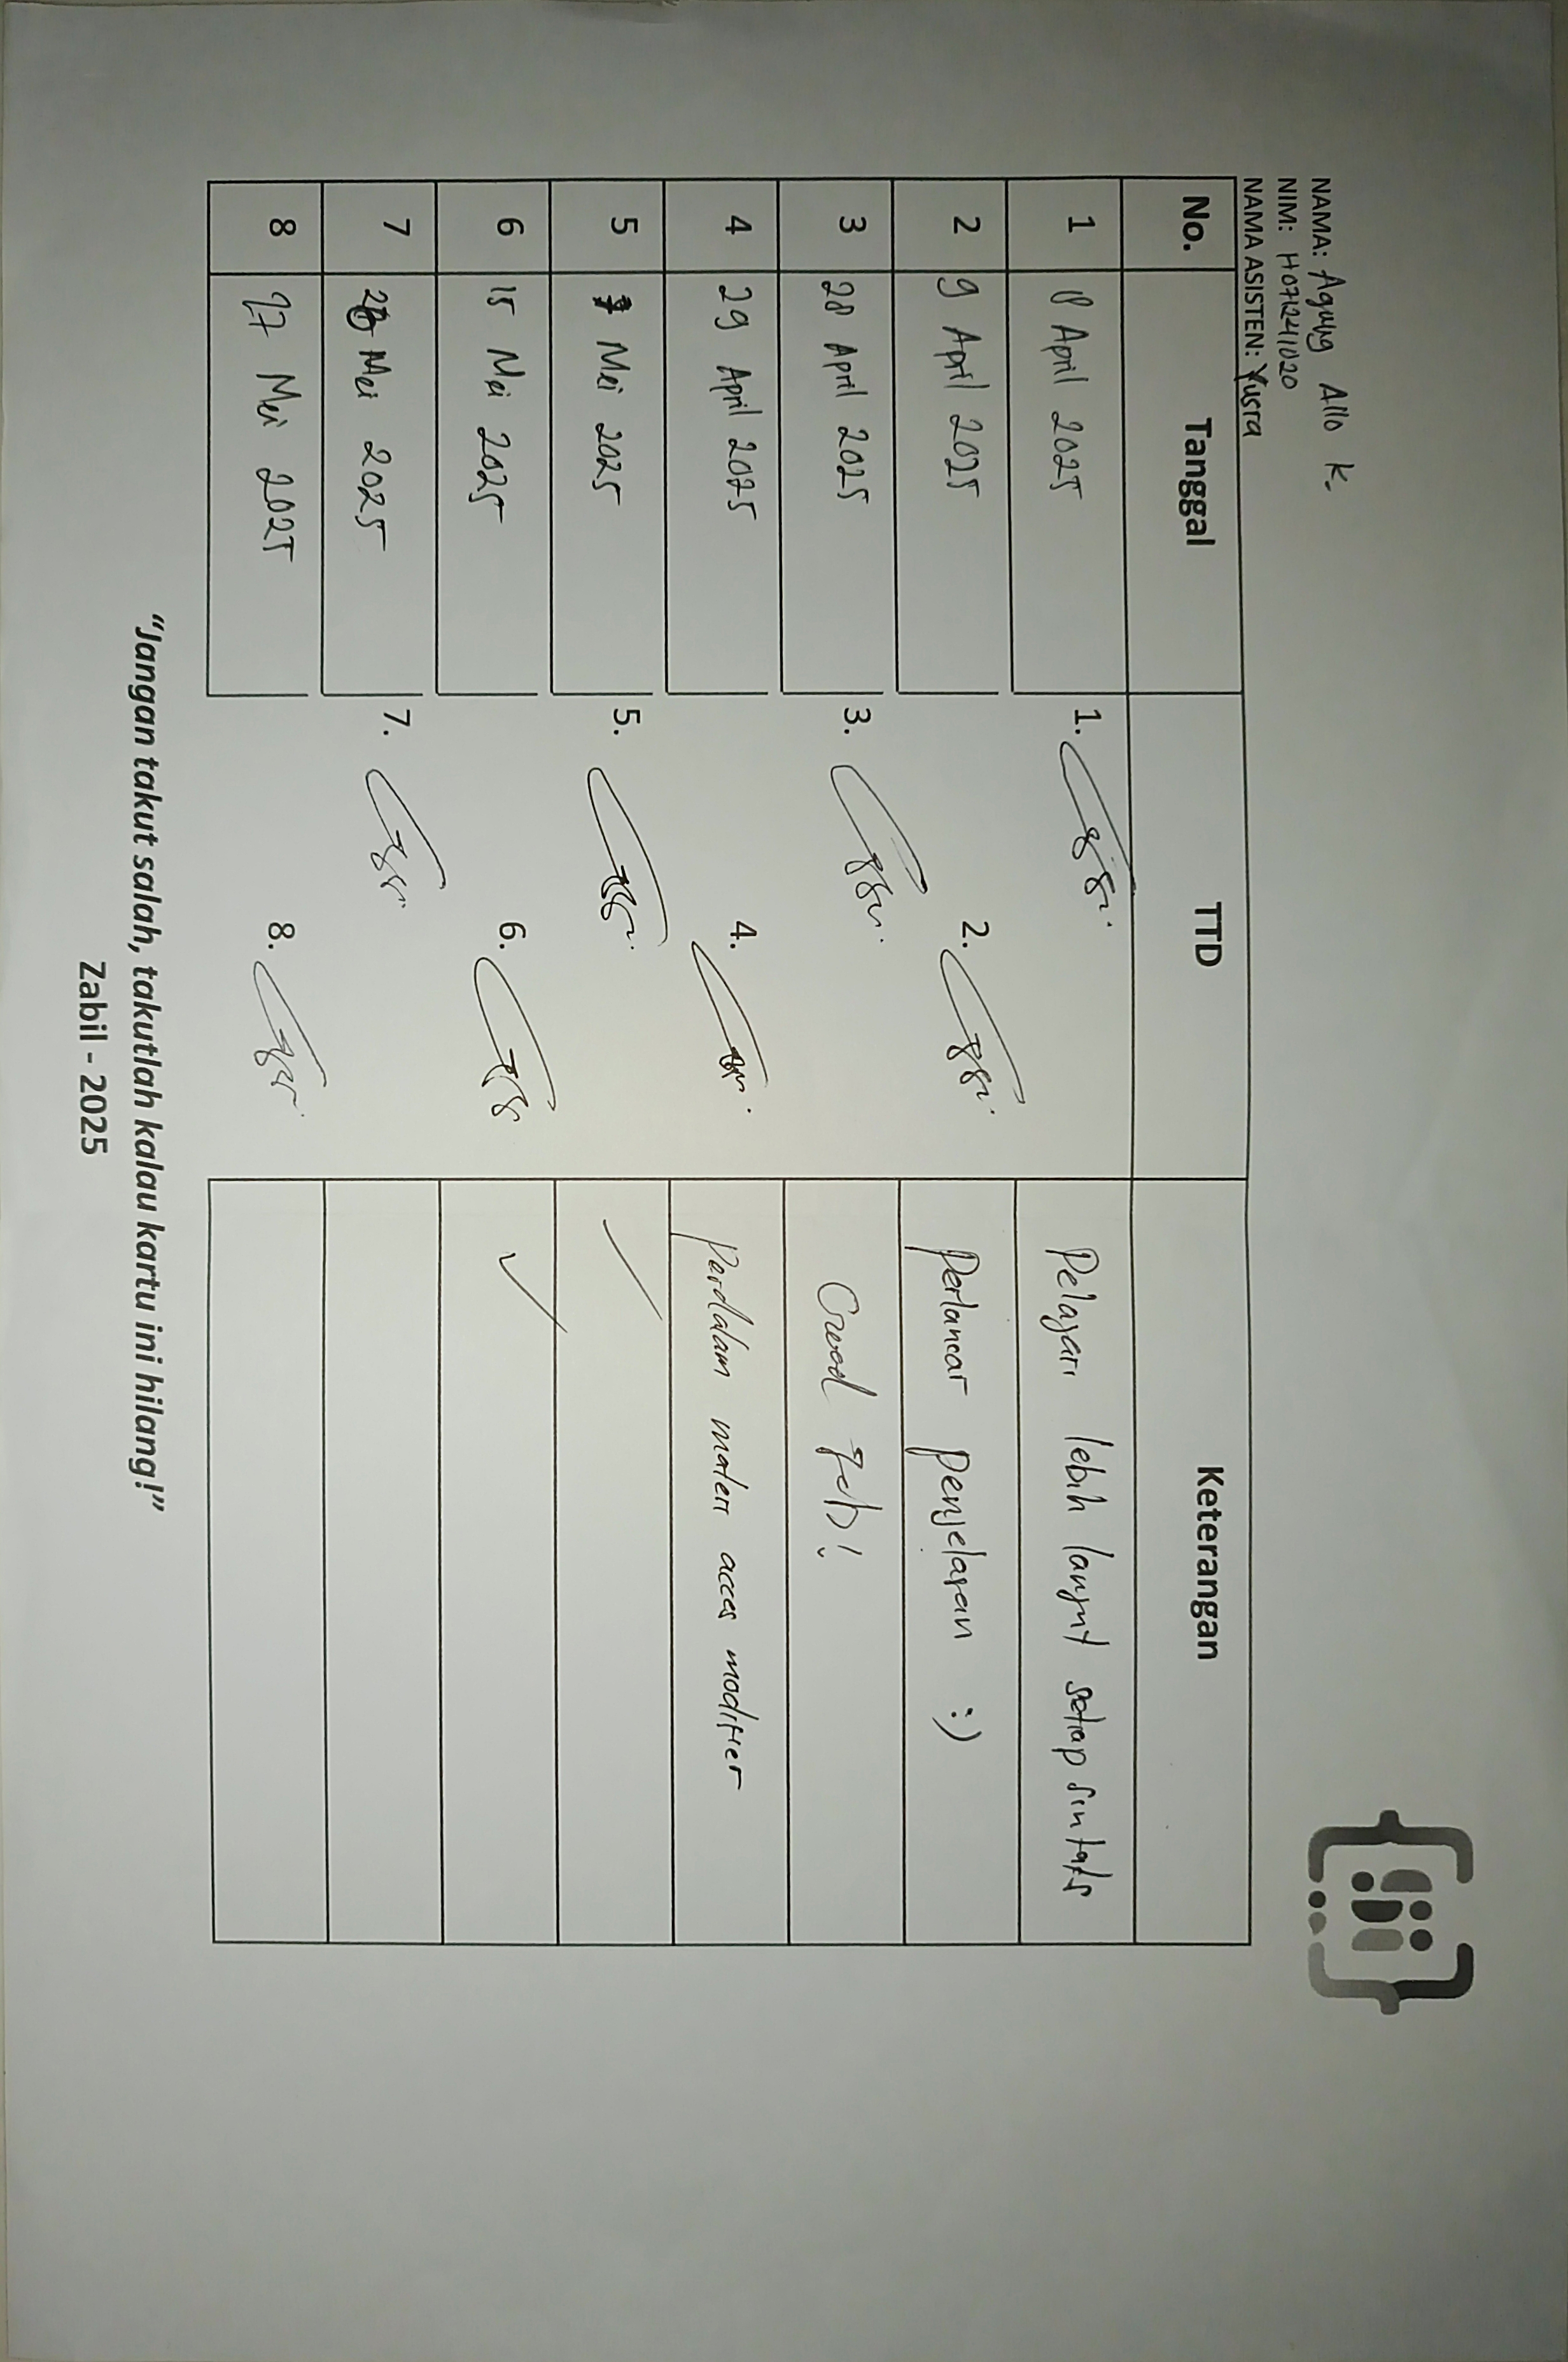 NAMA: Agung Allo K.
NIM: H071241020
NAMA ASISTEN: Yusra
No. Tanggal TTD Keterangan
1 8 April 2025 1. Pelajari lebih lanjut setiap sintaks
2 9 April 2025 2. Perlancar penjelasan :)
3 28 April 2025 3. Good job!
4 29 April 2025 4. Perdalam materi acces modifier
5 7 Mei 2025 5. ✓
6 15 Mei 2025 6. ✓
7 Mei 2025 7.
8 27 Mei 2025 8.
“Jangan takut salah, takutlah kalau kartu ini hilang!”
Zabil - 2025